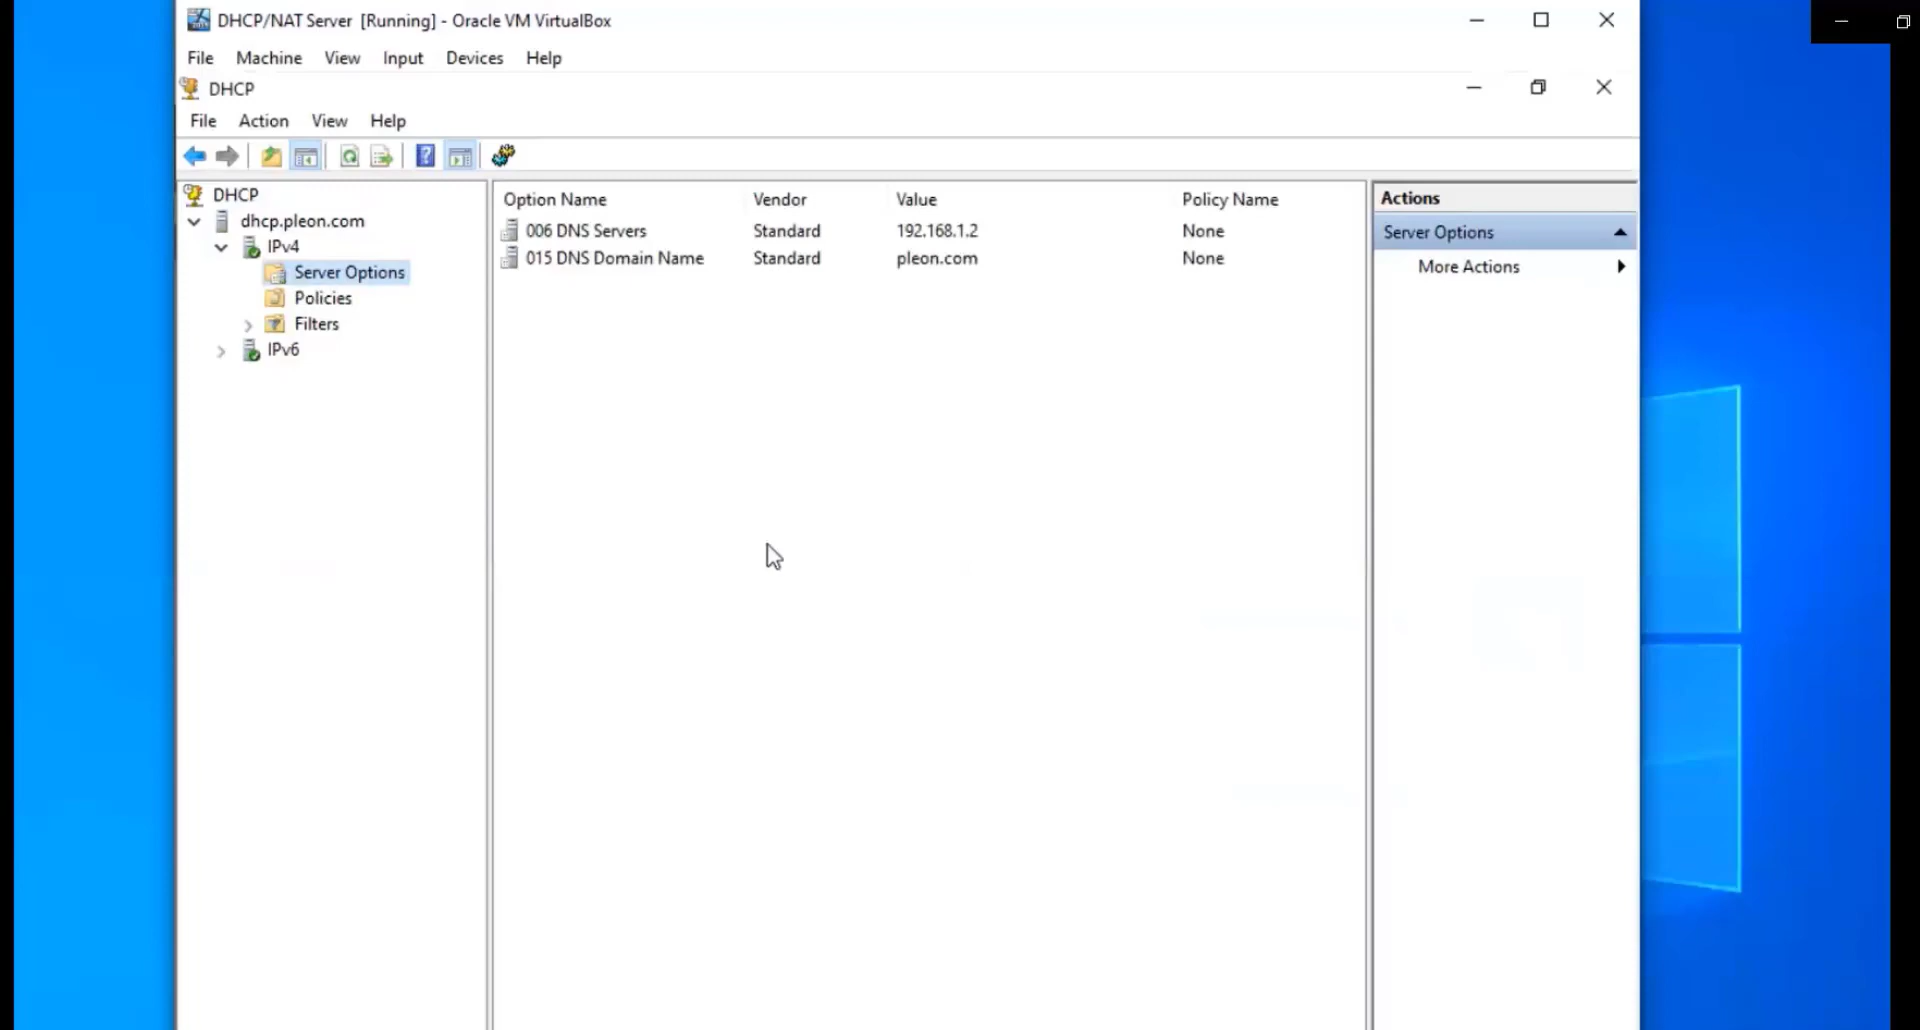 DHCP/NAT Server [Running] - Oracle VM VirtualBox
File Machine View Input Devices Help
DHCP
File Action View Help
DHCP
dhcp.pleon.com
IPv4
Server Options
Policies
Filters
IPv6
Option Name Vendor Value Policy Name
006 DNS Servers Standard 192.168.1.2 None
015 DNS Domain Name Standard pleon.com None
Actions
Server Options
More Actions